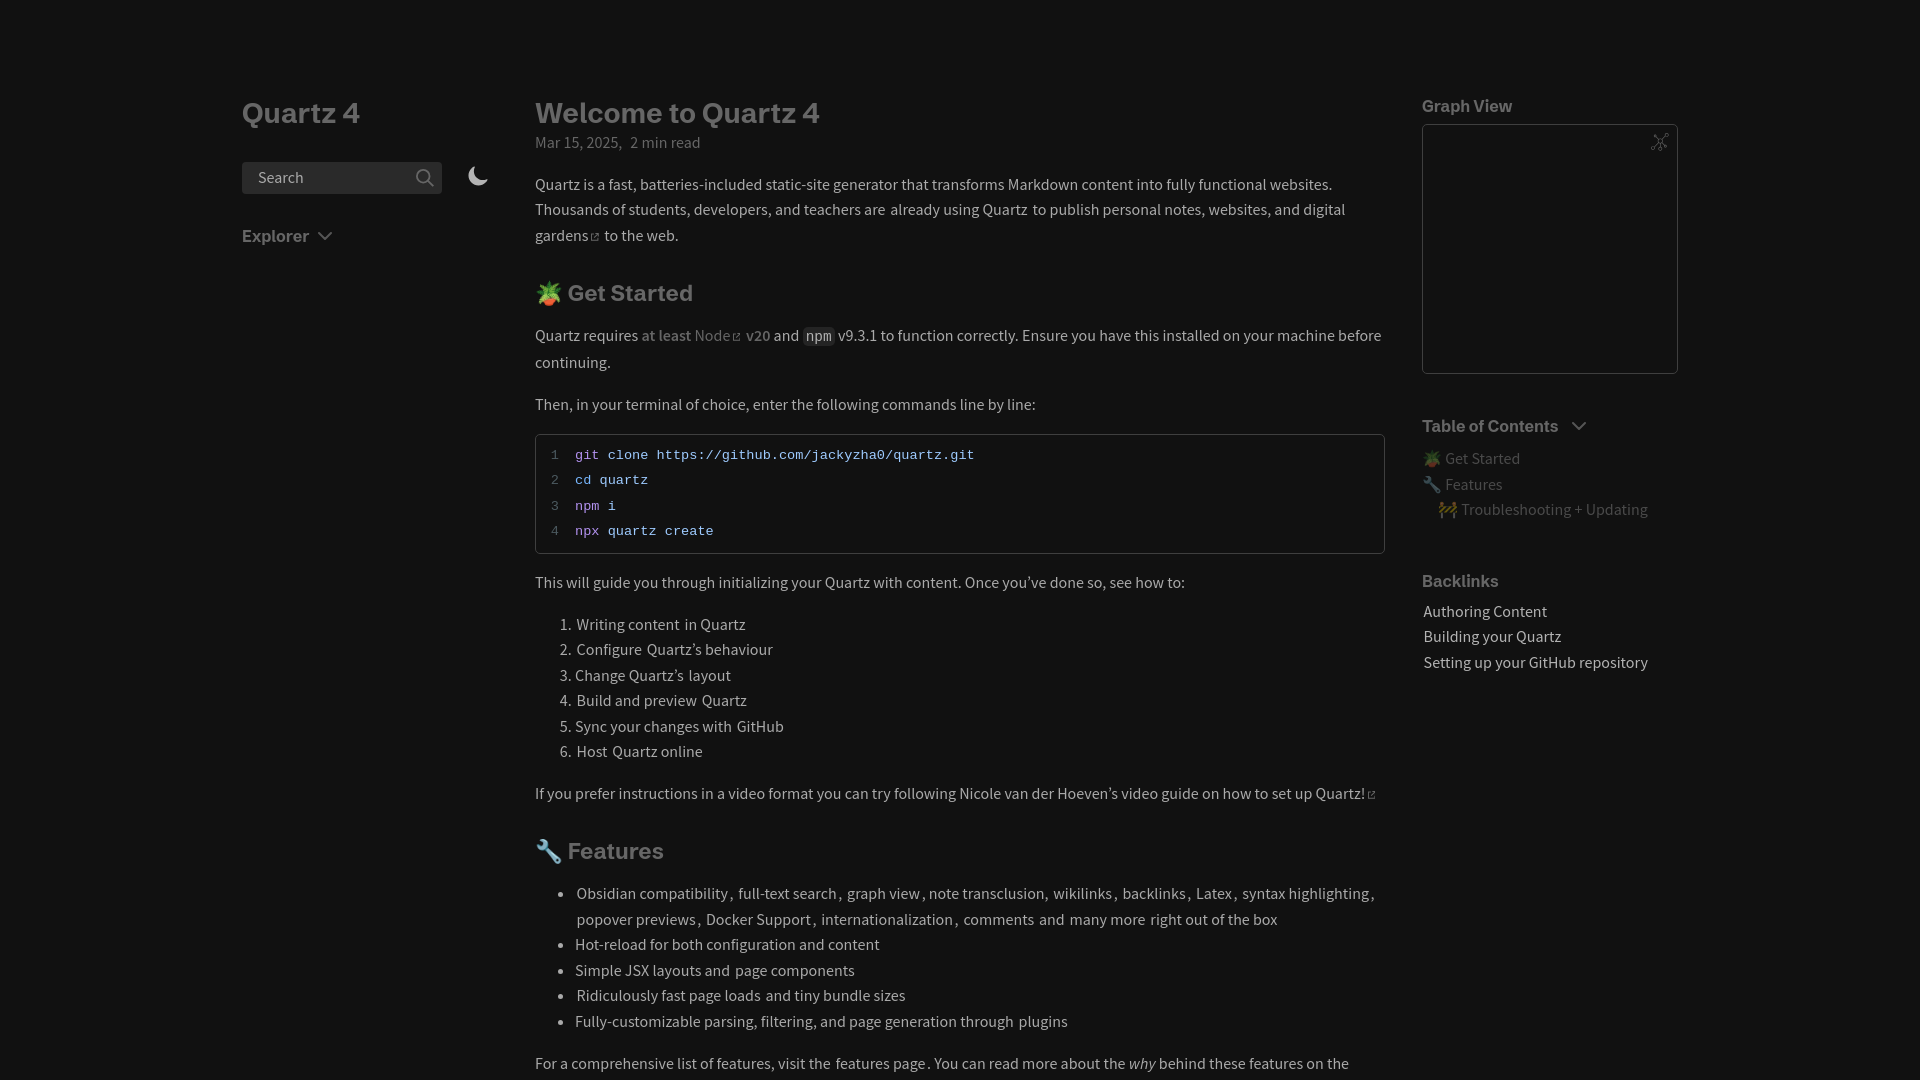 Quartz 4
Search
Explorer
Welcome to Quartz 4
Mar 15, 2025, 2 min read
Quartz is a fast, batteries-included static-site generator that transforms Markdown content into fully functional websites.
Thousands of students, developers, and teachers are already using Quartz to publish personal notes, websites, and digital
gardens to the web.
🪴 Get Started
Quartz requires at least Node v20 and npm v9.3.1 to function correctly. Ensure you have this installed on your machine before
continuing.
Then, in your terminal of choice, enter the following commands line by line:
1 git clone https://github.com/jackyzha0/quartz.git
2 cd quartz
3 npm i
4 npx quartz create
This will guide you through initializing your Quartz with content. Once you’ve done so, see how to:
1. Writing content in Quartz
2. Configure Quartz’s behaviour
3. Change Quartz’s layout
4. Build and preview Quartz
5. Sync your changes with GitHub
6. Host Quartz online
If you prefer instructions in a video format you can try following Nicole van der Hoeven’s video guide on how to set up Quartz!
🔧 Features
• Obsidian compatibility, full-text search, graph view, note transclusion, wikilinks, backlinks, Latex, syntax highlighting,
popover previews, Docker Support, internationalization, comments and many more right out of the box
• Hot-reload for both configuration and content
• Simple JSX layouts and page components
• Ridiculously fast page loads and tiny bundle sizes
• Fully-customizable parsing, filtering, and page generation through plugins
For a comprehensive list of features, visit the features page. You can read more about the why behind these features on the
Graph View
Table of Contents
🪴 Get Started
🔧 Features
🚧 Troubleshooting + Updating
Backlinks
Authoring Content
Building your Quartz
Setting up your GitHub repository